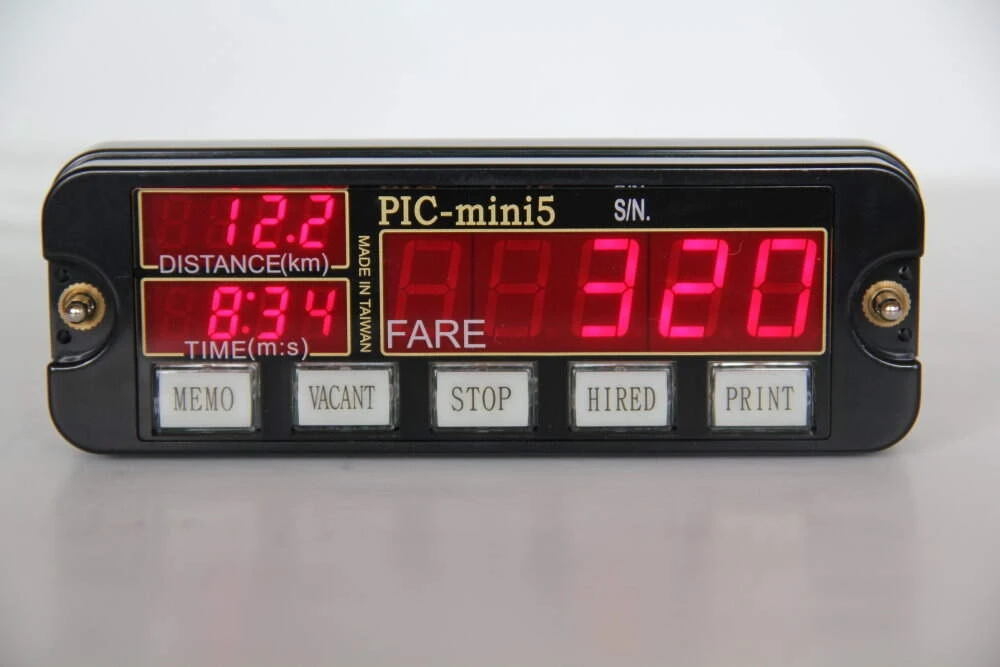 12.2
DISTANCE(km)
8:34
TIME(m:s)
MADE IN TAIWAN
PIC-mini5
S/N.
320
FARE
MEMO
VACANT
STOP
HIRED
PRINT